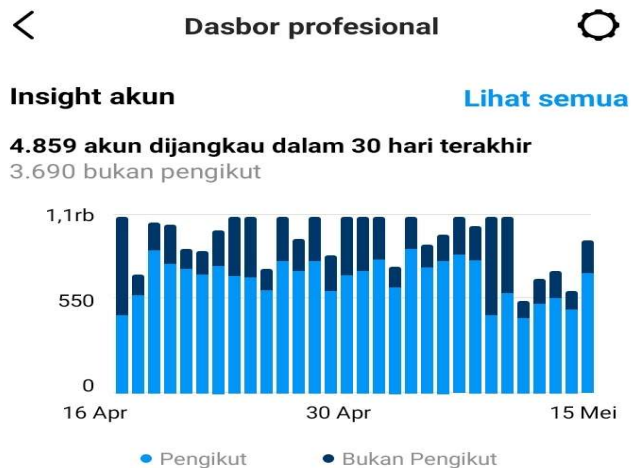 Dasbor profesional
Insight akun
Lihat semua
4.859 akun dijangkau dalam 30 hari terakhir
3.690 bukan pengikut
1,1rb
550
0
16 Apr 30 Apr 15 Mei
Pengikut Bukan Pengikut